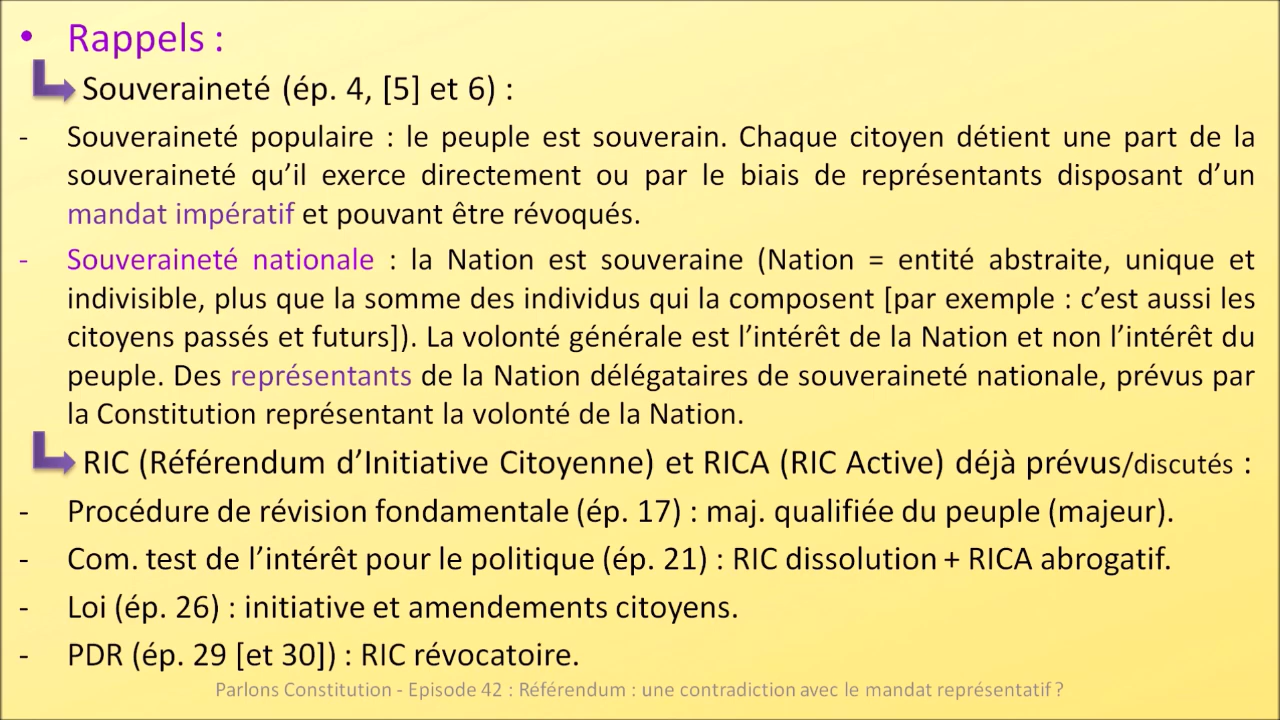 • Rappels :
Souveraineté (ép. 4, [5] et 6) :
- Souveraineté populaire : le peuple est souverain. Chaque citoyen détient une part de la
souveraineté qu’il exerce directement ou par le biais de représentants disposant d’un
mandat impératif et pouvant être révoqués.
- Souveraineté nationale : la Nation est souveraine (Nation = entité abstraite, unique et
indivisible, plus que la somme des individus qui la composent [par exemple : c’est aussi les
citoyens passés et futurs]). La volonté générale est l’intérêt de la Nation et non l’intérêt du
peuple. Des représentants de la Nation délégataires de souveraineté nationale, prévus par
la Constitution représentant la volonté de la Nation.
RIC (Référendum d’Initiative Citoyenne) et RICA (RIC Active) déjà prévus/discutés :
- Procédure de révision fondamentale (ép. 17) : maj. qualifiée du peuple (majeur).
- Com. test de l’intérêt pour le politique (ép. 21) : RIC dissolution + RICA abrogatif.
- Loi (ép. 26) : initiative et amendements citoyens.
- PDR (ép. 29 [et 30]) : RIC révocatoire.
Parlons Constitution - Episode 42 : Référendum : une contradiction avec le mandat représentatif ?